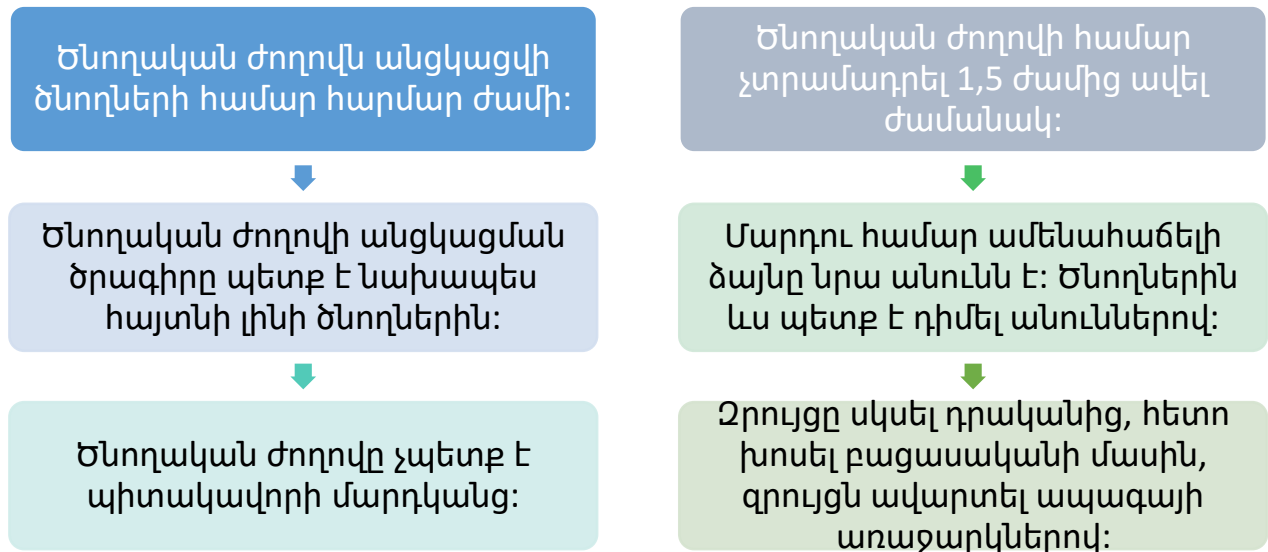 Ծնողական ժողովն անցկացվի
ծնողների համար հարմար ժամի:
Ծնողական ժողովի անցկացման
ծրագիրը պետք է նախապես
հայտնի լինի ծնողներին:
Ծնողական ժողովը չպետք է
պիտակավորի մարդկանց:
Ծնողական ժողովի համար
չտրամադրել 1,5 ժամից ավել
ժամանակ:
Մարդու համար ամենահաճելի
ձայնը նրա անունն է: Ծնողներին
ևս պետք է դիմել անուններով:
Զրույցը սկսել դրականից, հետո
խոսել բացասականի մասին,
զրույցն ավարտել ապագայի
առաջարկներով: